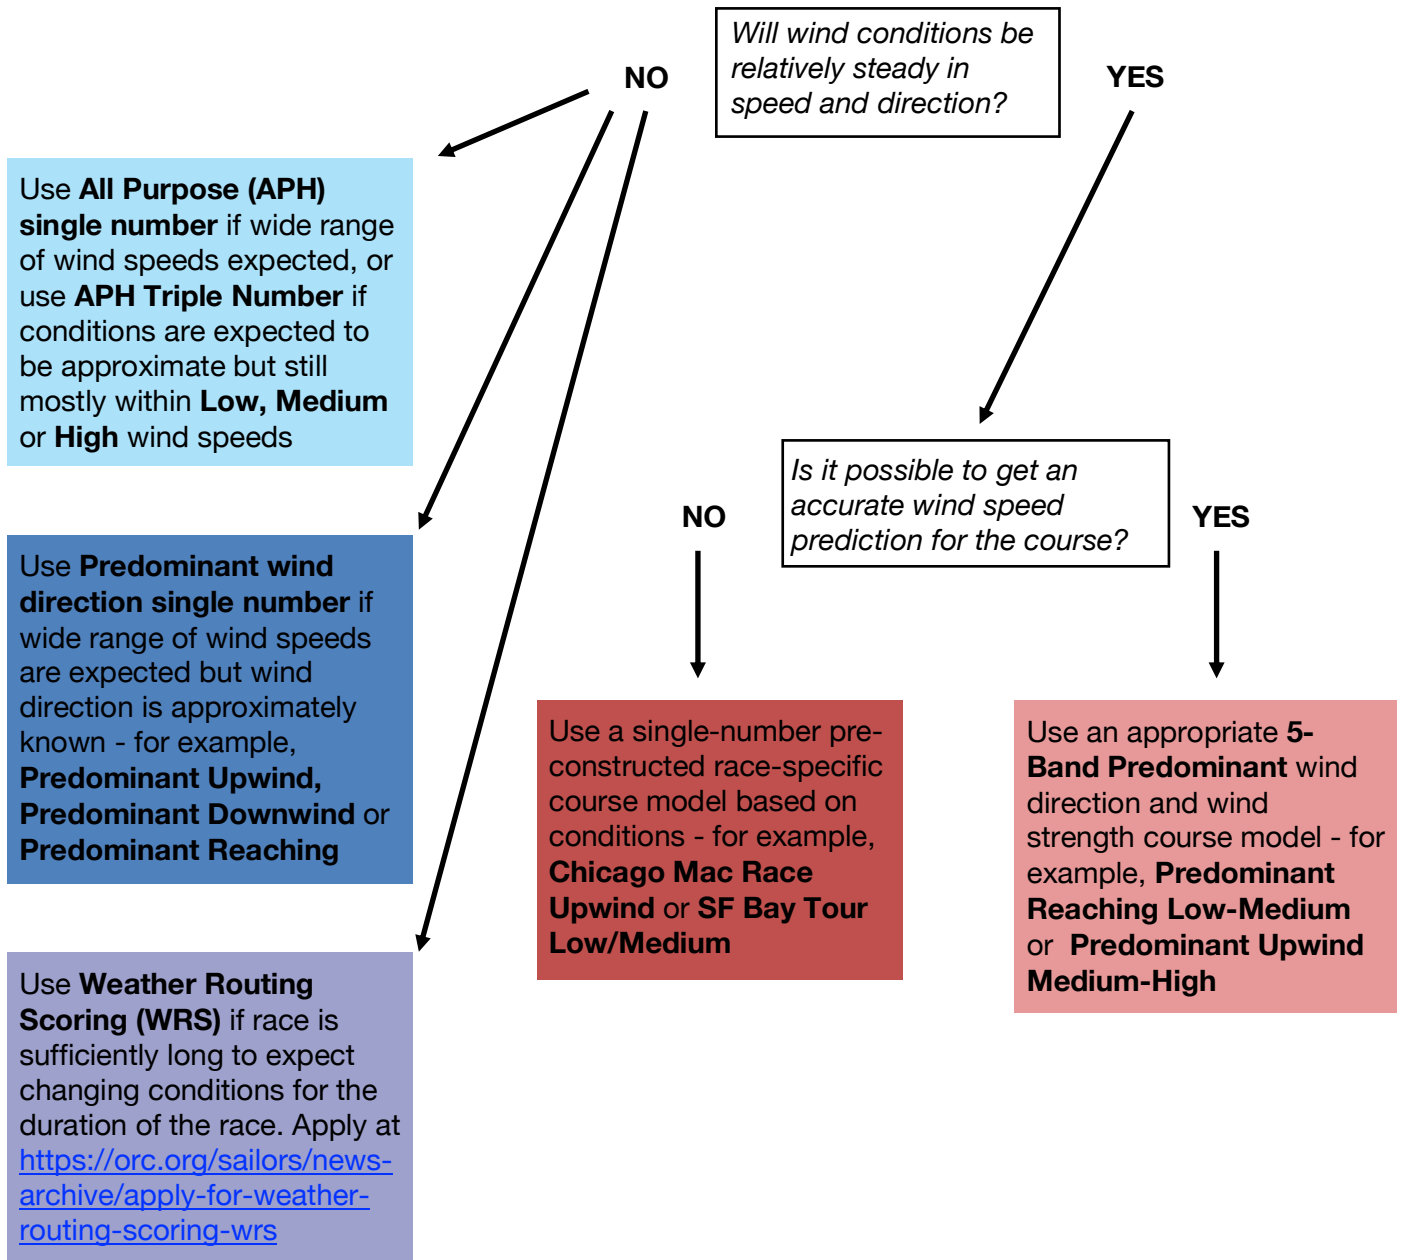 Will wind conditions be
relatively steady in
speed and direction?
NO
YES
Use All Purpose (APH)
single number if wide range
of wind speeds expected, or
use APH Triple Number if
conditions are expected to
be approximate but still
mostly within Low, Medium
or High wind speeds
Is it possible to get an
accurate wind speed
prediction for the course?
NO
YES
Use Predominant wind
direction single number if
wide range of wind speeds
are expected but wind
direction is approximately
known - for example,
Predominant Upwind,
Predominant Downwind or
Predominant Reaching
Use a single-number pre-
constructed race-specific
course model based on
conditions - for example,
Chicago Mac Race
Upwind or SF Bay Tour
Low/Medium
Use an appropriate 5-
Band Predominant wind
direction and wind
strength course model - for
example, Predominant
Reaching Low-Medium
or Predominant Upwind
Medium-High
Use Weather Routing
Scoring (WRS) if race is
sufficiently long to expect
changing conditions for the
duration of the race. Apply at
https://orc.org/sailors/news-
archive/apply-for-weather-
routing-scoring-wrs